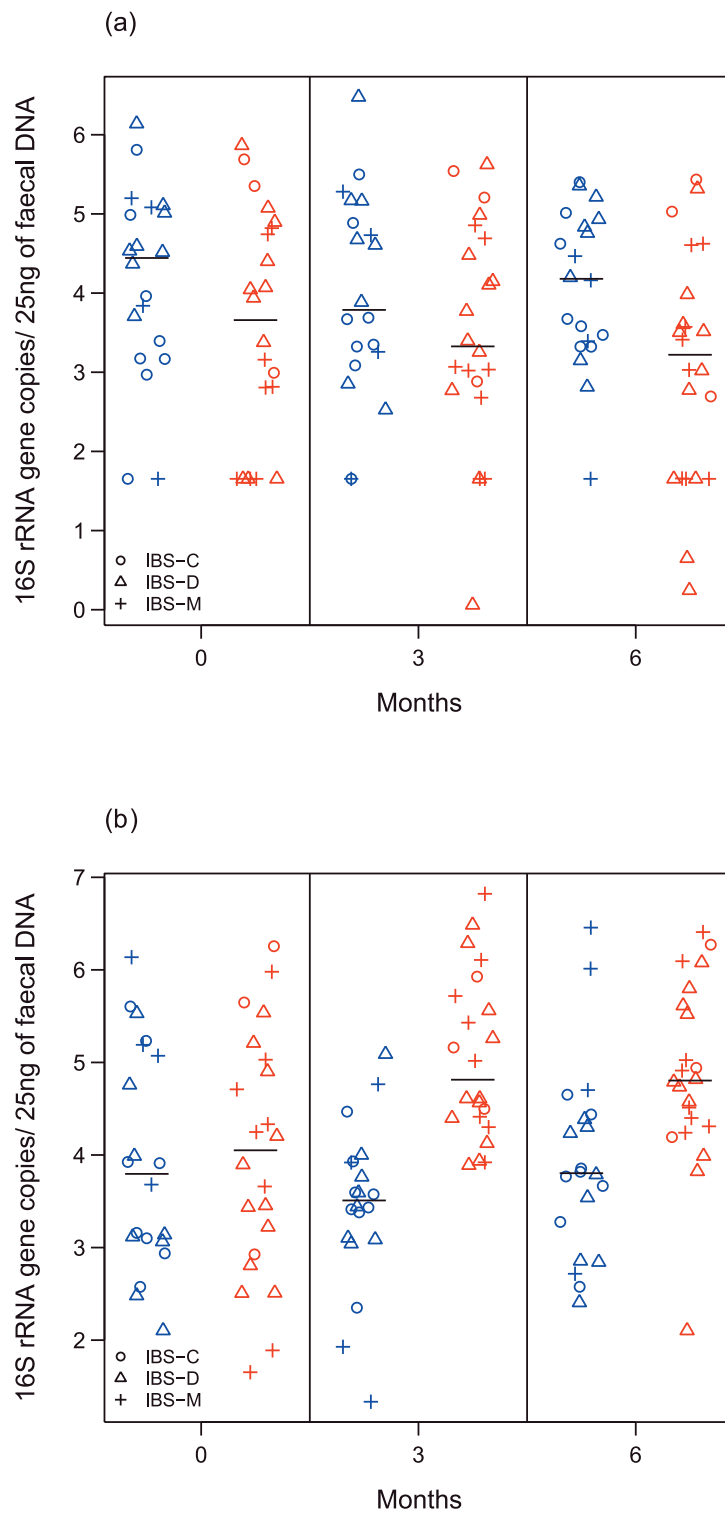 (a)
16S rRNA gene copies/ 25ng of faecal DNA
6
5
4
3
2
1
0
IBS−C
IBS−D
IBS−M
0 3 6
Months
(b)
16S rRNA gene copies/ 25ng of faecal DNA
7
6
5
4
3
2
IBS−C
IBS−D
IBS−M
0 3 6
Months